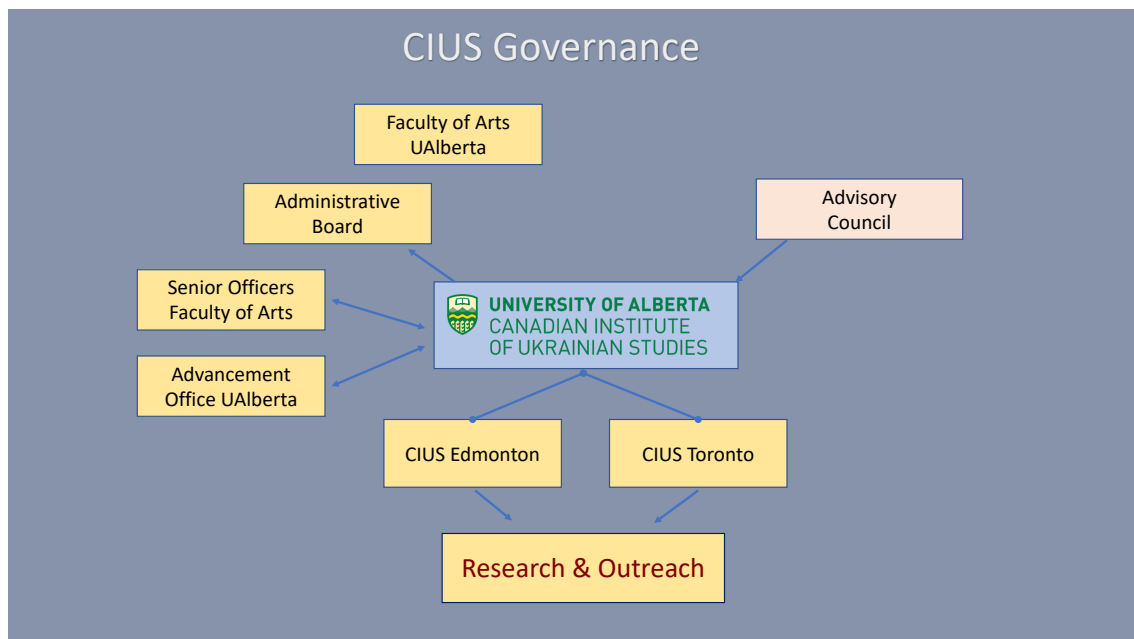 CIUS Governance
Faculty of Arts
UAlberta
Administrative
Board
Advisory
Council
Senior Officers
Faculty of Arts
UNIVERSITY OF ALBERTA
CANADIAN INSTITUTE
OF UKRAINIAN STUDIES
Advancement
Office UAlberta
CIUS Edmonton
CIUS Toronto
Research & Outreach